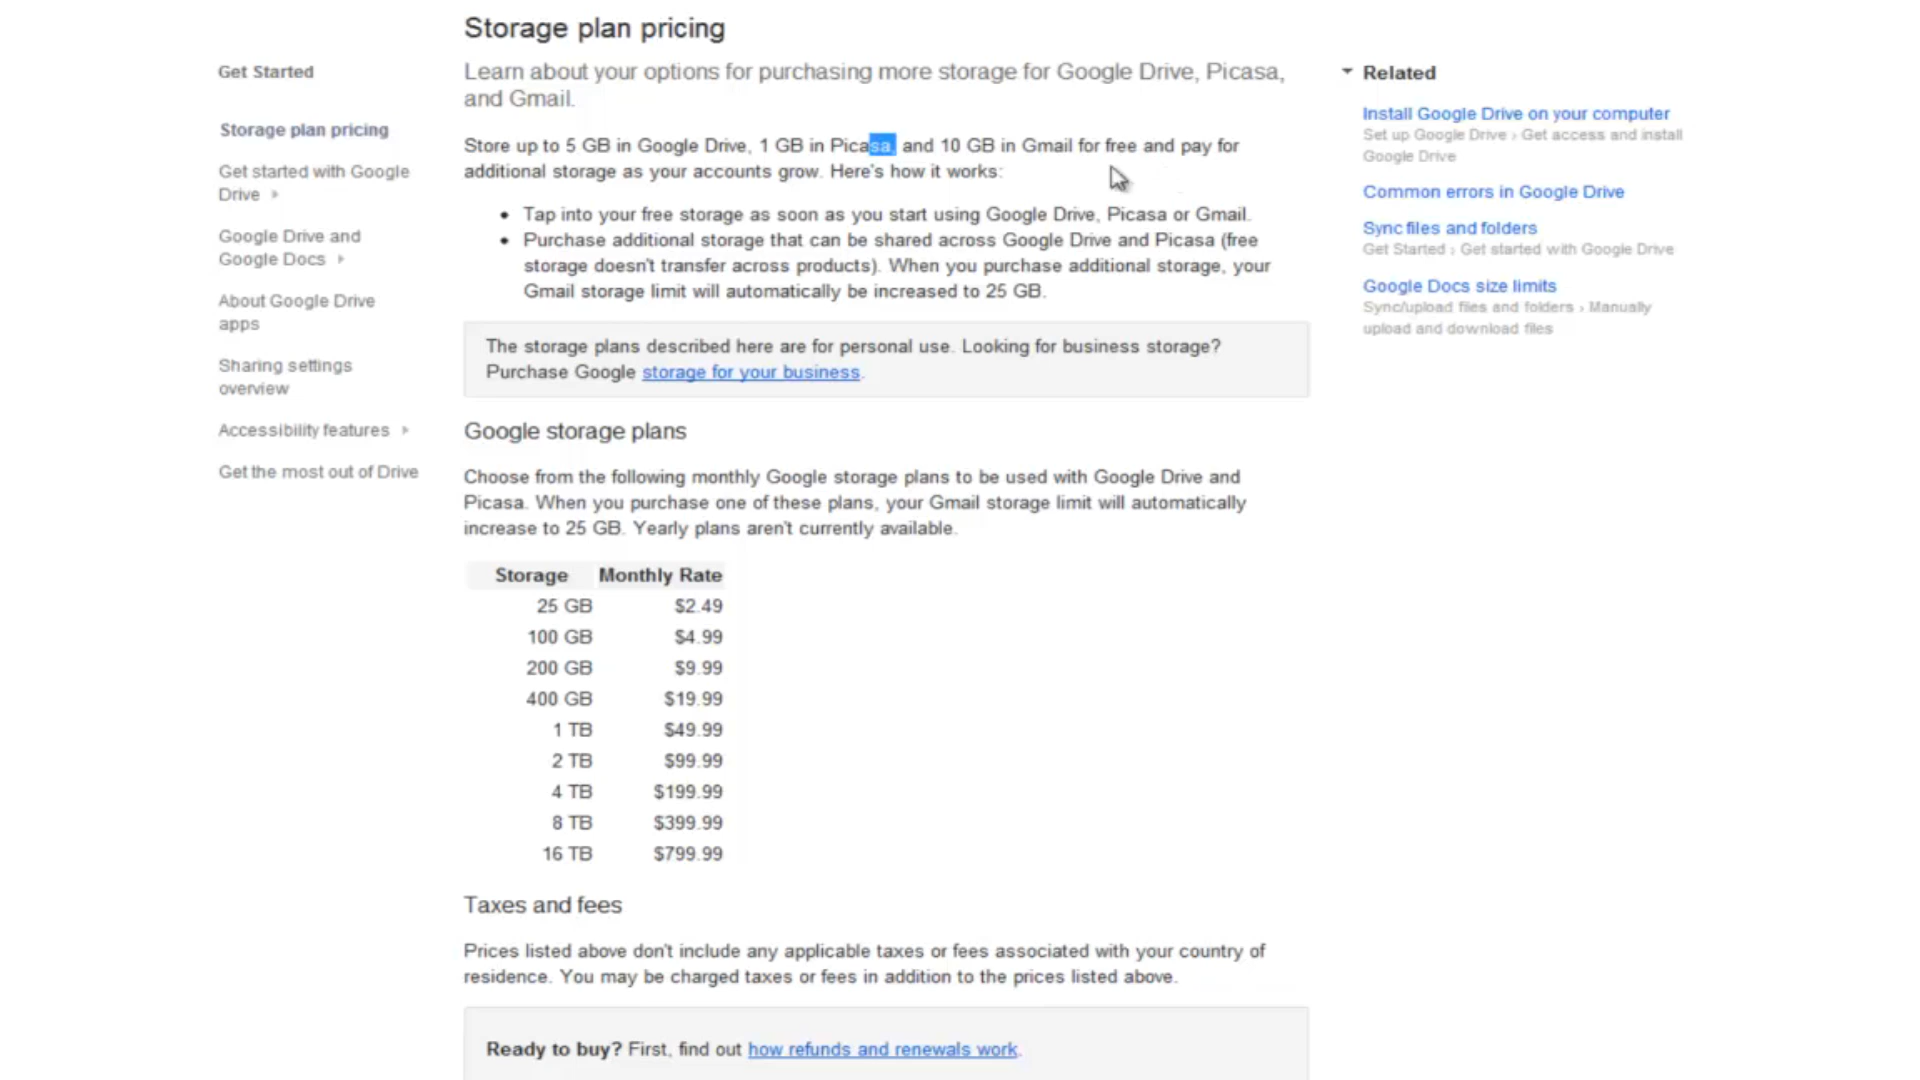 Storage plan pricing
Get Started
Storage plan pricing
Get started with Google
Drive
Google Drive and
Google Docs
About Google Drive
apps
Sharing settings
overview
Accessibility features
Get the most out of Drive
Learn about your options for purchasing more storage for Google Drive, Picasa,
and Gmail.
Store up to 5 GB in Google Drive, 1 GB in Picasa, and 10 GB in Gmail for free and pay for
additional storage as your accounts grow. Here's how it works:
• Tap into your free storage as soon as you start using Google Drive, Picasa or Gmail.
• Purchase additional storage that can be shared across Google Drive and Picasa (free
storage doesn't transfer across products). When you purchase additional storage, your
Gmail storage limit will automatically be increased to 25 GB.
The storage plans described here are for personal use. Looking for business storage?
Purchase Google storage for your business.
Google storage plans
Choose from the following monthly Google storage plans to be used with Google Drive and
Picasa. When you purchase one of these plans, your Gmail storage limit will automatically
increase to 25 GB. Yearly plans aren't currently available.
Storage Monthly Rate
25 GB $2.49
100 GB $4.99
200 GB $9.99
400 GB $19.99
1 TB $49.99
2 TB $99.99
4 TB $199.99
8 TB $399.99
16 TB $799.99
Taxes and fees
Prices listed above don't include any applicable taxes or fees associated with your country of
residence. You may be charged taxes or fees in addition to the prices listed above.
Ready to buy? First, find out how refunds and renewals work.
Related
Install Google Drive on your computer
Set up Google Drive › Get access and install
Google Drive
Common errors in Google Drive
Sync files and folders
Get Started › Get started with Google Drive
Google Docs size limits
Sync/upload files and folders › Manually
upload and download files